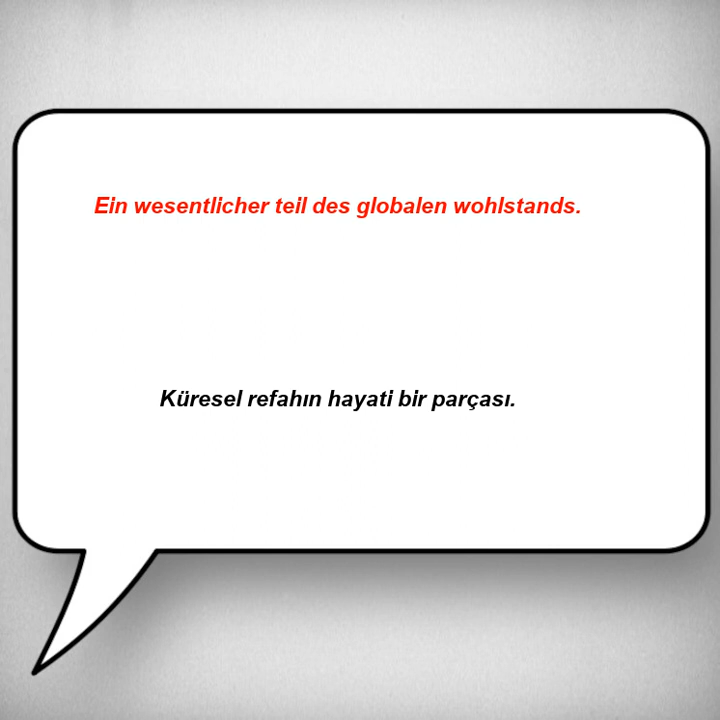 Ein wesentlicher teil des globalen wohlstands.
Küresel refahın hayati bir parçası.